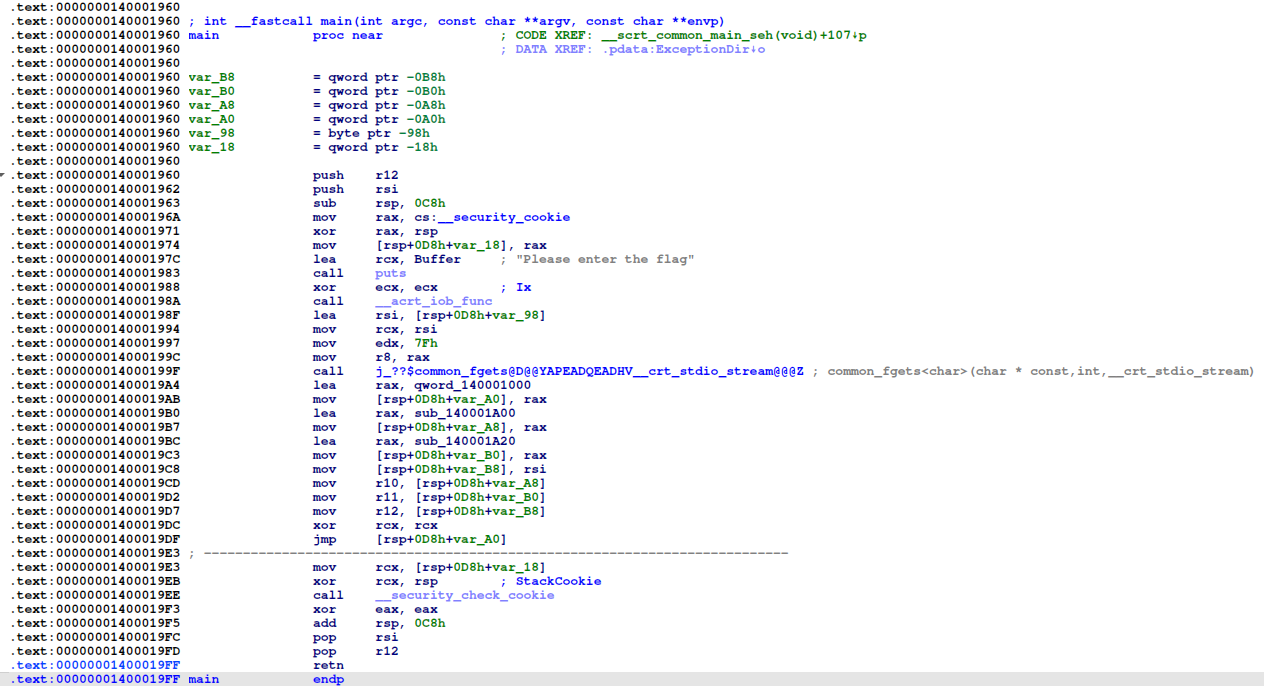 .text:0000000140001960
.text:0000000140001960 ; int __fastcall main(int argc, const char **argv, const char **envp)
.text:0000000140001960 main            proc near               ; CODE XREF: __scrt_common_main_seh(void)+107↓p
.text:0000000140001960                                         ; DATA XREF: .pdata:ExceptionDir↓o
.text:0000000140001960
.text:0000000140001960 var_B8          = qword ptr -0B8h
.text:0000000140001960 var_B0          = qword ptr -0B0h
.text:0000000140001960 var_A8          = qword ptr -0A8h
.text:0000000140001960 var_A0          = qword ptr -0A0h
.text:0000000140001960 var_98          = byte ptr -98h
.text:0000000140001960 var_18          = qword ptr -18h
.text:0000000140001960
.text:0000000140001960                 push    r12
.text:0000000140001962                 push    rsi
.text:0000000140001963                 sub     rsp, 0C8h
.text:000000014000196A                 mov     rax, cs:__security_cookie
.text:0000000140001971                 xor     rax, rsp
.text:0000000140001974                 mov     [rsp+0D8h+var_18], rax
.text:000000014000197C                 lea     rcx, Buffer     ; "Please enter the flag"
.text:0000000140001983                 call    puts
.text:0000000140001988                 xor     ecx, ecx        ; Ix
.text:000000014000198A                 call    __acrt_iob_func
.text:000000014000198F                 lea     rsi, [rsp+0D8h+var_98]
.text:0000000140001994                 mov     rcx, rsi
.text:0000000140001997                 mov     edx, 7Fh
.text:000000014000199C                 mov     r8, rax
.text:000000014000199F                 call    j_??$common_fgets@D@@YAPEADQEADHV__crt_stdio_stream@@@Z ; common_fgets<char>(char * const,int,__crt_stdio_stream)
.text:00000001400019A4                 lea     rax, qword_140001000
.text:00000001400019AB                 mov     [rsp+0D8h+var_A0], rax
.text:00000001400019B0                 lea     rax, sub_140001A00
.text:00000001400019B7                 mov     [rsp+0D8h+var_A8], rax
.text:00000001400019BC                 lea     rax, sub_140001A20
.text:00000001400019C3                 mov     [rsp+0D8h+var_B0], rax
.text:00000001400019C8                 mov     [rsp+0D8h+var_B8], rsi
.text:00000001400019CD                 mov     r10, [rsp+0D8h+var_A8]
.text:00000001400019D2                 mov     r11, [rsp+0D8h+var_B0]
.text:00000001400019D7                 mov     r12, [rsp+0D8h+var_B8]
.text:00000001400019DC                 xor     rcx, rcx
.text:00000001400019DF                 jmp     [rsp+0D8h+var_A0]
.text:00000001400019E3 ; ---------------------------------------------------------------------------
.text:00000001400019E3                 mov     rcx, [rsp+0D8h+var_18]
.text:00000001400019EB                 xor     rcx, rsp        ; StackCookie
.text:00000001400019EE                 call    __security_check_cookie
.text:00000001400019F3                 xor     eax, eax
.text:00000001400019F5                 add     rsp, 0C8h
.text:00000001400019FC                 pop     rsi
.text:00000001400019FD                 pop     r12
.text:00000001400019FF                 retn
.text:00000001400019FF main            endp